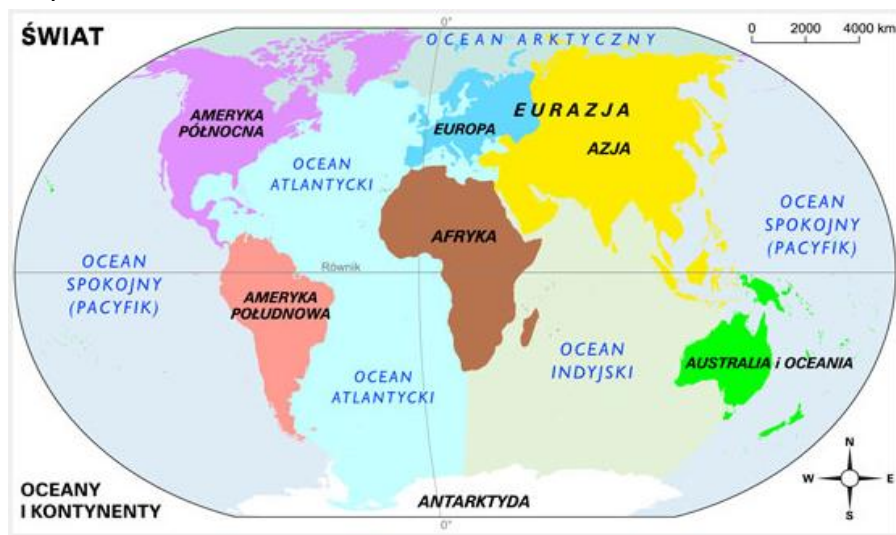 ŚWIAT
0°
OCEAN ARKTYCZNY
0 2000 4000 km
AMERYKA
PÓŁNOCNA
EUROPA
EURAZJA
AZJA
OCEAN
ATLANTYCKI
OCEAN
SPOKOJNY
(PACYFIK)
AFRYKA
OCEAN
SPOKOJNY
(PACYFIK)
Równik
AMERYKA
POŁUDNOWA
OCEAN
INDYJSKI
AUSTRALIA i OCEANIA
OCEAN
ATLANTYCKI
N
W E
S
OCEANY
I KONTYNENTY
ANTARKTYDA
0°